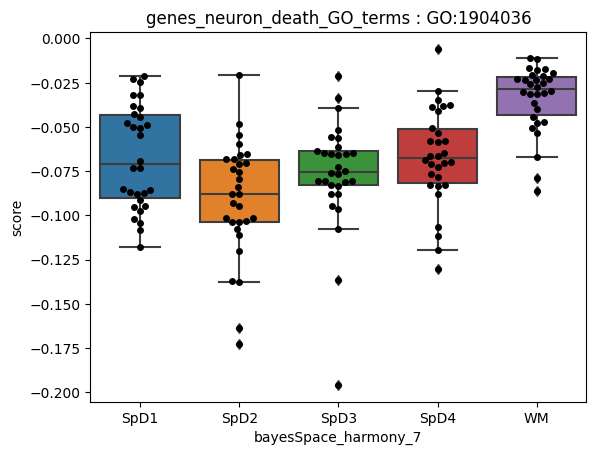 genes_neuron_death_GO_terms : GO:1904036
score
0.000
−0.025
−0.050
−0.075
−0.100
−0.125
−0.150
−0.175
−0.200
SpD1 SpD2 SpD3 SpD4 WM
bayesSpace_harmony_7